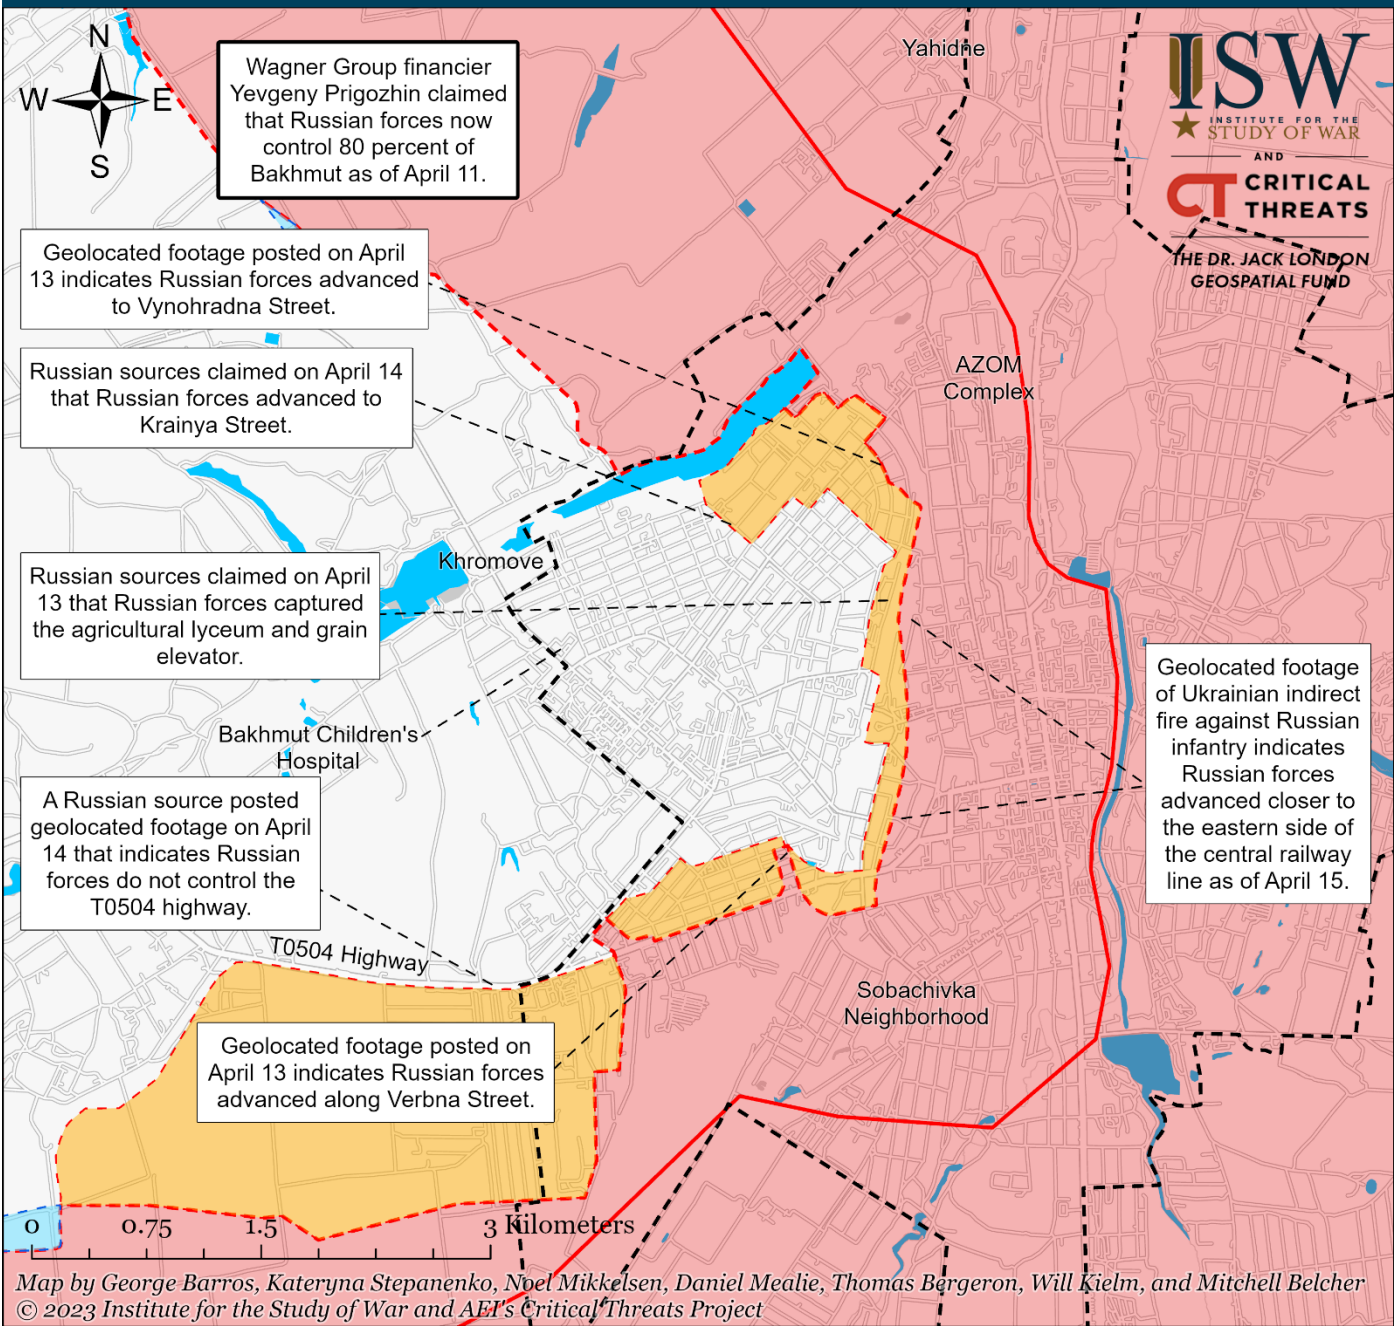 N
W
E
S
Wagner Group financier
Yevgeny Prigozhin claimed
that Russian forces now
control 80 percent of
Bakhmut as of April 11.
Yahidne
ISW
INSTITUTE FOR THE
STUDY OF WAR
AND
CT CRITICAL
THREATS
THE DR. JACK LONDON
GEOSPATIAL FUND
Geolocated footage posted on April
13 indicates Russian forces advanced
to Vynohradna Street.
Russian sources claimed on April 14
that Russian forces advanced to
Krainya Street.
AZOM
Complex
Khromove
Russian sources claimed on April
13 that Russian forces captured
the agricultural lyceum and grain
elevator.
Geolocated footage
of Ukrainian indirect
fire against Russian
infantry indicates
Russian forces
advanced closer to
the eastern side of
the central railway
line as of April 15.
Bakhmut Children's
Hospital
A Russian source posted
geolocated footage on April
14 that indicates Russian
forces do not control the
T0504 highway.
T0504 Highway
Sobachivka
Neighborhood
Geolocated footage posted on
April 13 indicates Russian forces
advanced along Verbna Street.
0 0.75 1.5 3 Kilometers
Map by George Barros, Kateryna Stepanenko, Noel Mikkelsen, Daniel Mealie, Thomas Bergeron, Will Kielm, and Mitchell Belcher
© 2023 Institute for the Study of War and AEI's Critical Threats Project